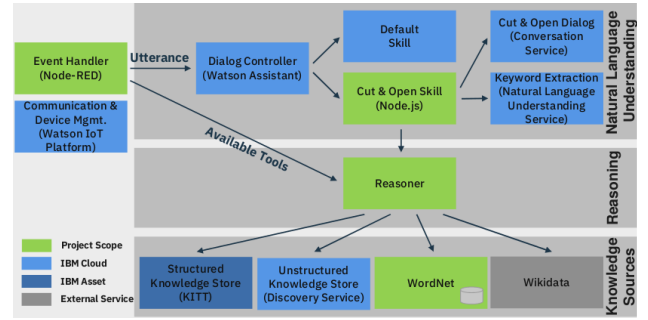 Event Handler
(Node-RED)
Communication &
Device Mgmt.
(Watson IoT
Platform)
Utterance
Available Tools
Dialog Controller
(Watson Assistant)
Default
Skill
Cut & Open Skill
(Node.js)
Cut & Open Dialog
(Conversation
Service)
Keyword Extraction
(Natural Language
Understanding
Service)
Natural Language
Understanding
Reasoner
Reasoning
Structured
Knowledge Store
(KITT)
Unstructured
Knowledge Store
(Discovery Service)
WordNet
Wikidata
Knowledge
Sources
Project Scope
IBM Cloud
IBM Asset
External Service